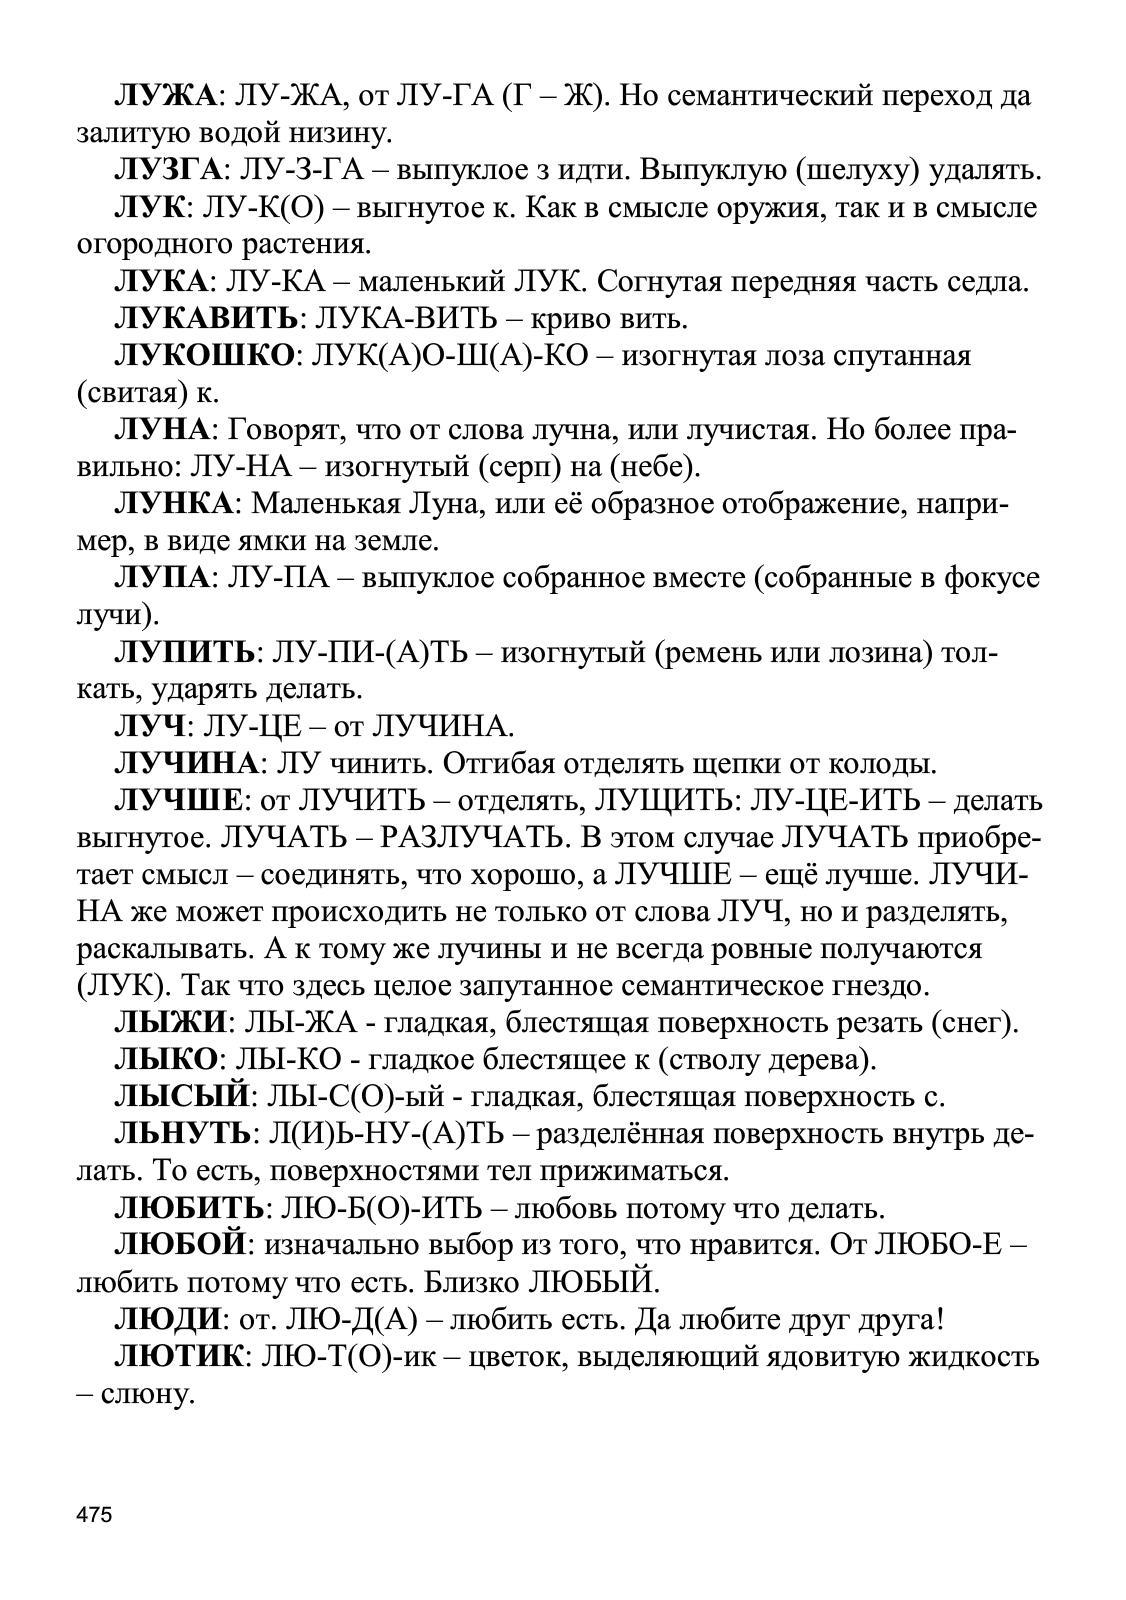 ЛУЖА: ЛУ-ЖА, от ЛУ-ГА (Г – Ж). Но семантический переход да
залитую водой низину.
ЛУЗГА: ЛУ-З-ГА – выпуклое з идти. Выпуклую (шелуху) удалять.
ЛУК: ЛУ-К(О) – выгнутое к. Как в смысле оружия, так и в смысле
огородного растения.
ЛУКА: ЛУ-КА – маленький ЛУК. Согнутая передняя часть седла.
ЛУКАВИТЬ: ЛУКА-ВИТЬ – криво вить.
ЛУКОШКО: ЛУК(А)О-Ш(А)-КО – изогнутая лоза спутанная
(свитая) к.
ЛУНА: Говорят, что от слова лучна, или лучистая. Но более пра-
вильно: ЛУ-НА – изогнутый (серп) на (небе).
ЛУНКА: Маленькая Луна, или её образное отображение, напри-
мер, в виде ямки на земле.
ЛУПА: ЛУ-ПА – выпуклое собранное вместе (собранные в фокусе
лучи).
ЛУПИТЬ: ЛУ-ПИ-(А)ТЬ – изогнутый (ремень или лозина) тол-
кать, ударять делать.
ЛУЧ: ЛУ-ЦЕ – от ЛУЧИНА.
ЛУЧИНА: ЛУ чинить. Отгибая отделять щепки от колоды.
ЛУЧШЕ: от ЛУЧИТЬ – отделять, ЛУЩИТЬ: ЛУ-ЦЕ-ИТЬ – делать
выгнутое. ЛУЧАТЬ – РАЗЛУЧАТЬ. В этом случае ЛУЧАТЬ приобре-
тает смысл – соединять, что хорошо, а ЛУЧШЕ – ещё лучше. ЛУЧИ-
НА же может происходить не только от слова ЛУЧ, но и разделять,
раскалывать. А к тому же лучины и не всегда ровные получаются
(ЛУК). Так что здесь целое запутанное семантическое гнездо.
ЛЫЖИ: ЛЫ-ЖА - гладкая, блестящая поверхность резать (снег).
ЛЫКО: ЛЫ-КО - гладкое блестящее к (стволу дерева).
ЛЫСЫЙ: ЛЫ-С(О)-ый - гладкая, блестящая поверхность с.
ЛЬНУТЬ: Л(И)Ь-НУ-(А)ТЬ – разделённая поверхность внутрь де-
лать. То есть, поверхностями тел прижиматься.
ЛЮБИТЬ: ЛЮ-Б(О)-ИТЬ – любовь потому что делать.
ЛЮБОЙ: изначально выбор из того, что нравится. От ЛЮБО-Е –
любить потому что есть. Близко ЛЮБЫЙ.
ЛЮДИ: от. ЛЮ-Д(А) – любить есть. Да любите друг друга!
ЛЮТИК: ЛЮ-Т(О)-ик – цветок, выделяющий ядовитую жидкость
– слюну.
475